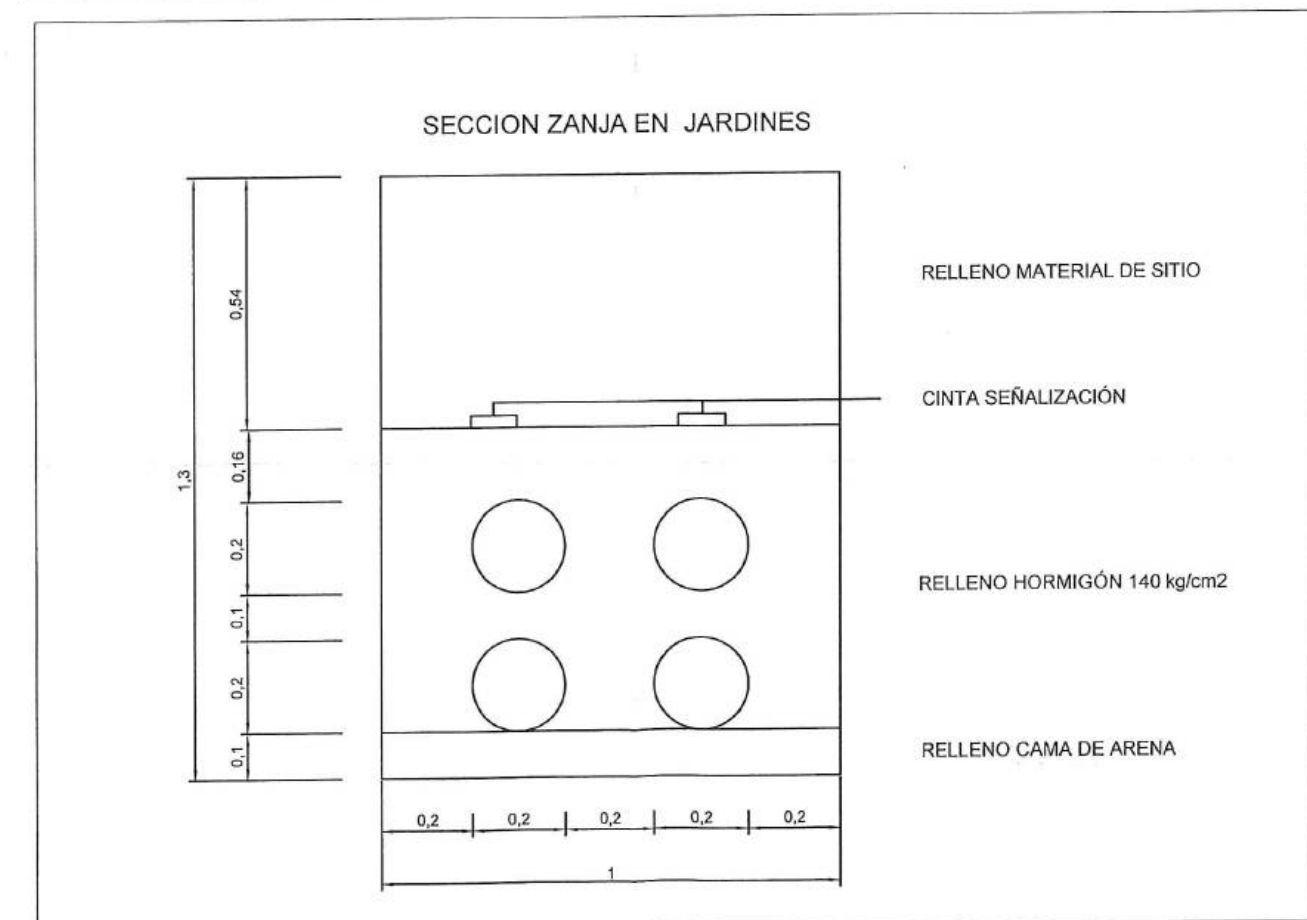 SECCION ZANJA EN JARDINES
RELLENO MATERIAL DE SITIO
0,54
CINTA SEÑALIZACIÓN
1,3
0,16
0,2
0,1
RELLENO HORMIGÓN 140 kg/cm2
0,2
0,1
RELLENO CAMA DE ARENA
0,2 0,2 0,2 0,2 0,2
1